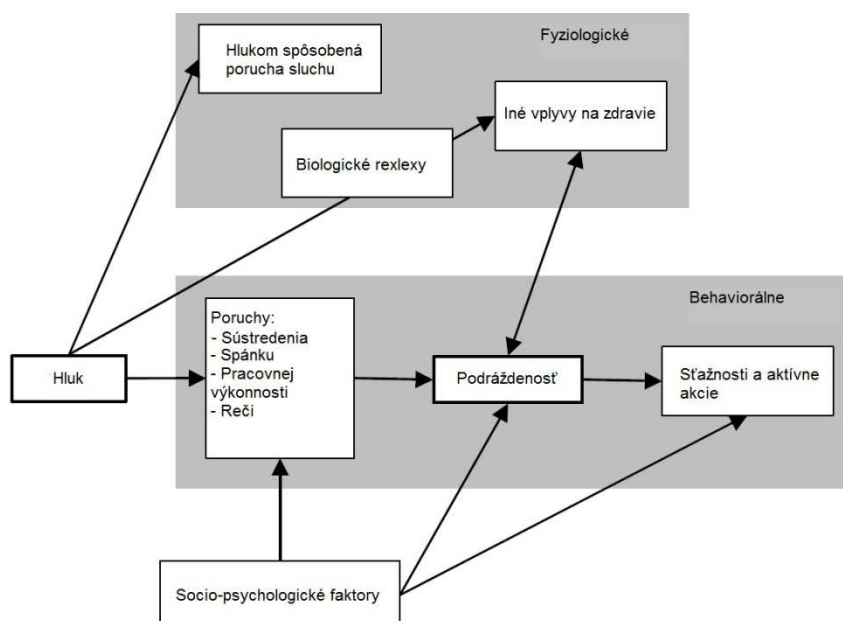 Fyziologické
Hlukom spôsobená
porucha sluchu
Iné vplyvy na zdravie
Biologické rexlexy
Behaviorálne
Poruchy:
- Sústredenia
- Spánku
- Pracovnej
výkonnosti
- Reči
Hluk
Podráždenosť
Sťažnosti a aktívne
akcie
Socio-psychologické faktory